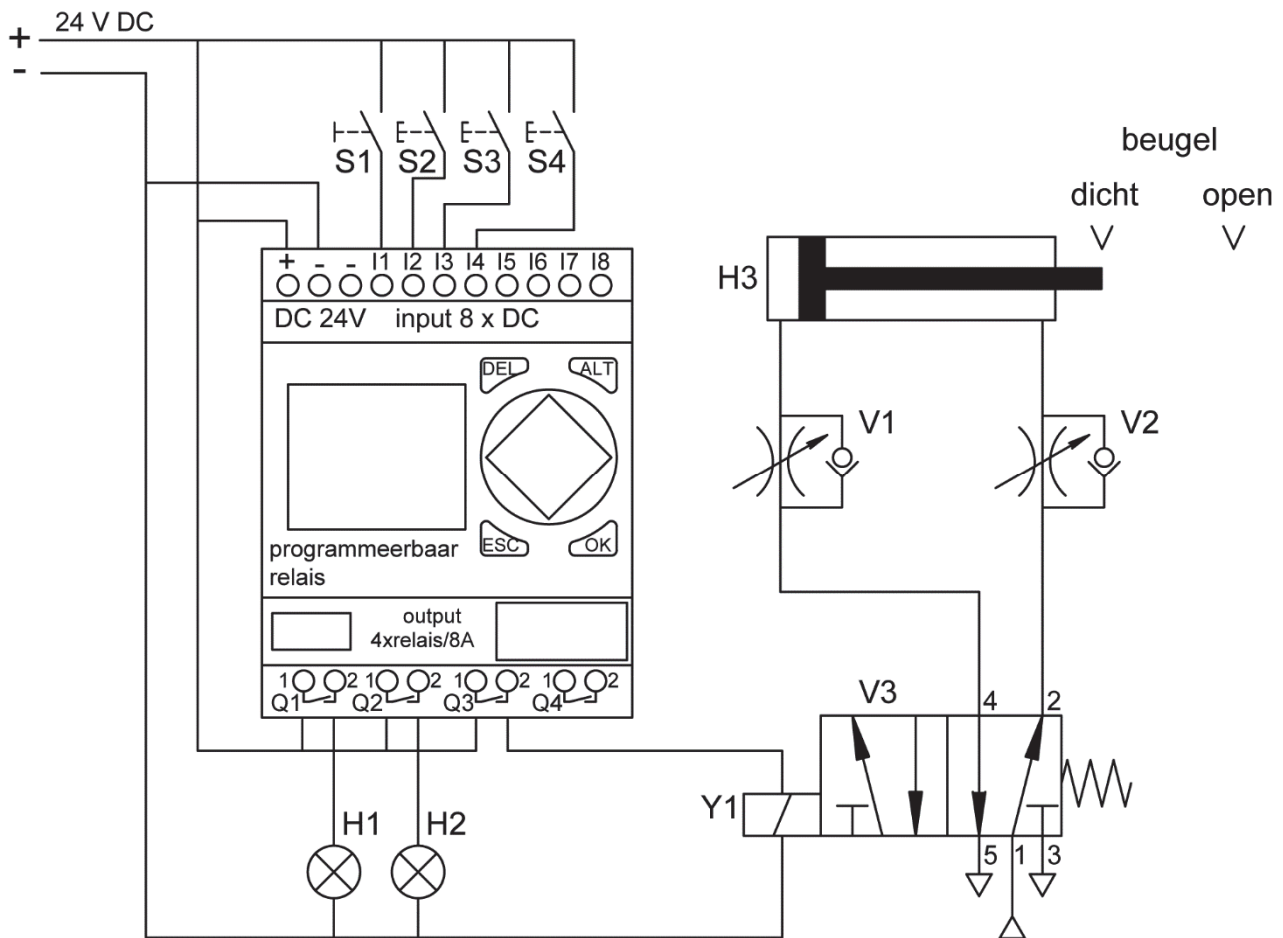 24 V DC
+
-
S1 S2 S3 S4
beugel
dicht open
+ - - I1 I2 I3 I4 I5 I6 I7 I8
DC 24V input 8 x DC
H3
DEL ALT
V1 V2
ESC OK
programmeerbaar
relais
output
4xrelais/8A
1 2 1 2 1 2 1 2
Q1 Q2 Q3 Q4
V3 4 2
Y1
5 1 3
H1 H2